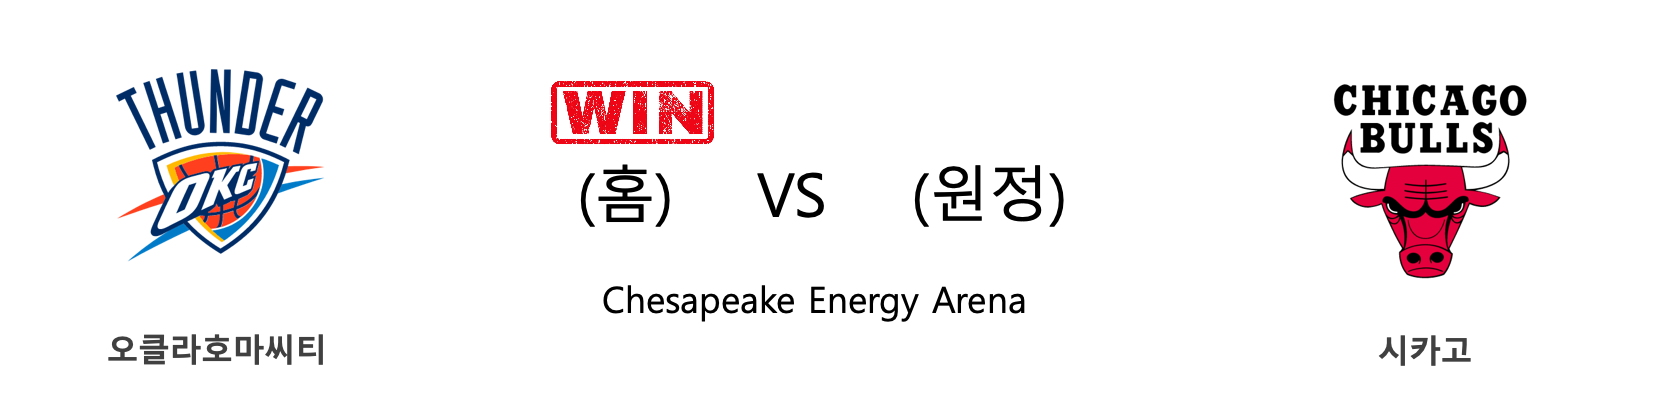 THUNDER
OKC
오클라호마씨티
WIN
(홈) VS (원정)
Chesapeake Energy Arena
CHICAGO
BULLS
시카고